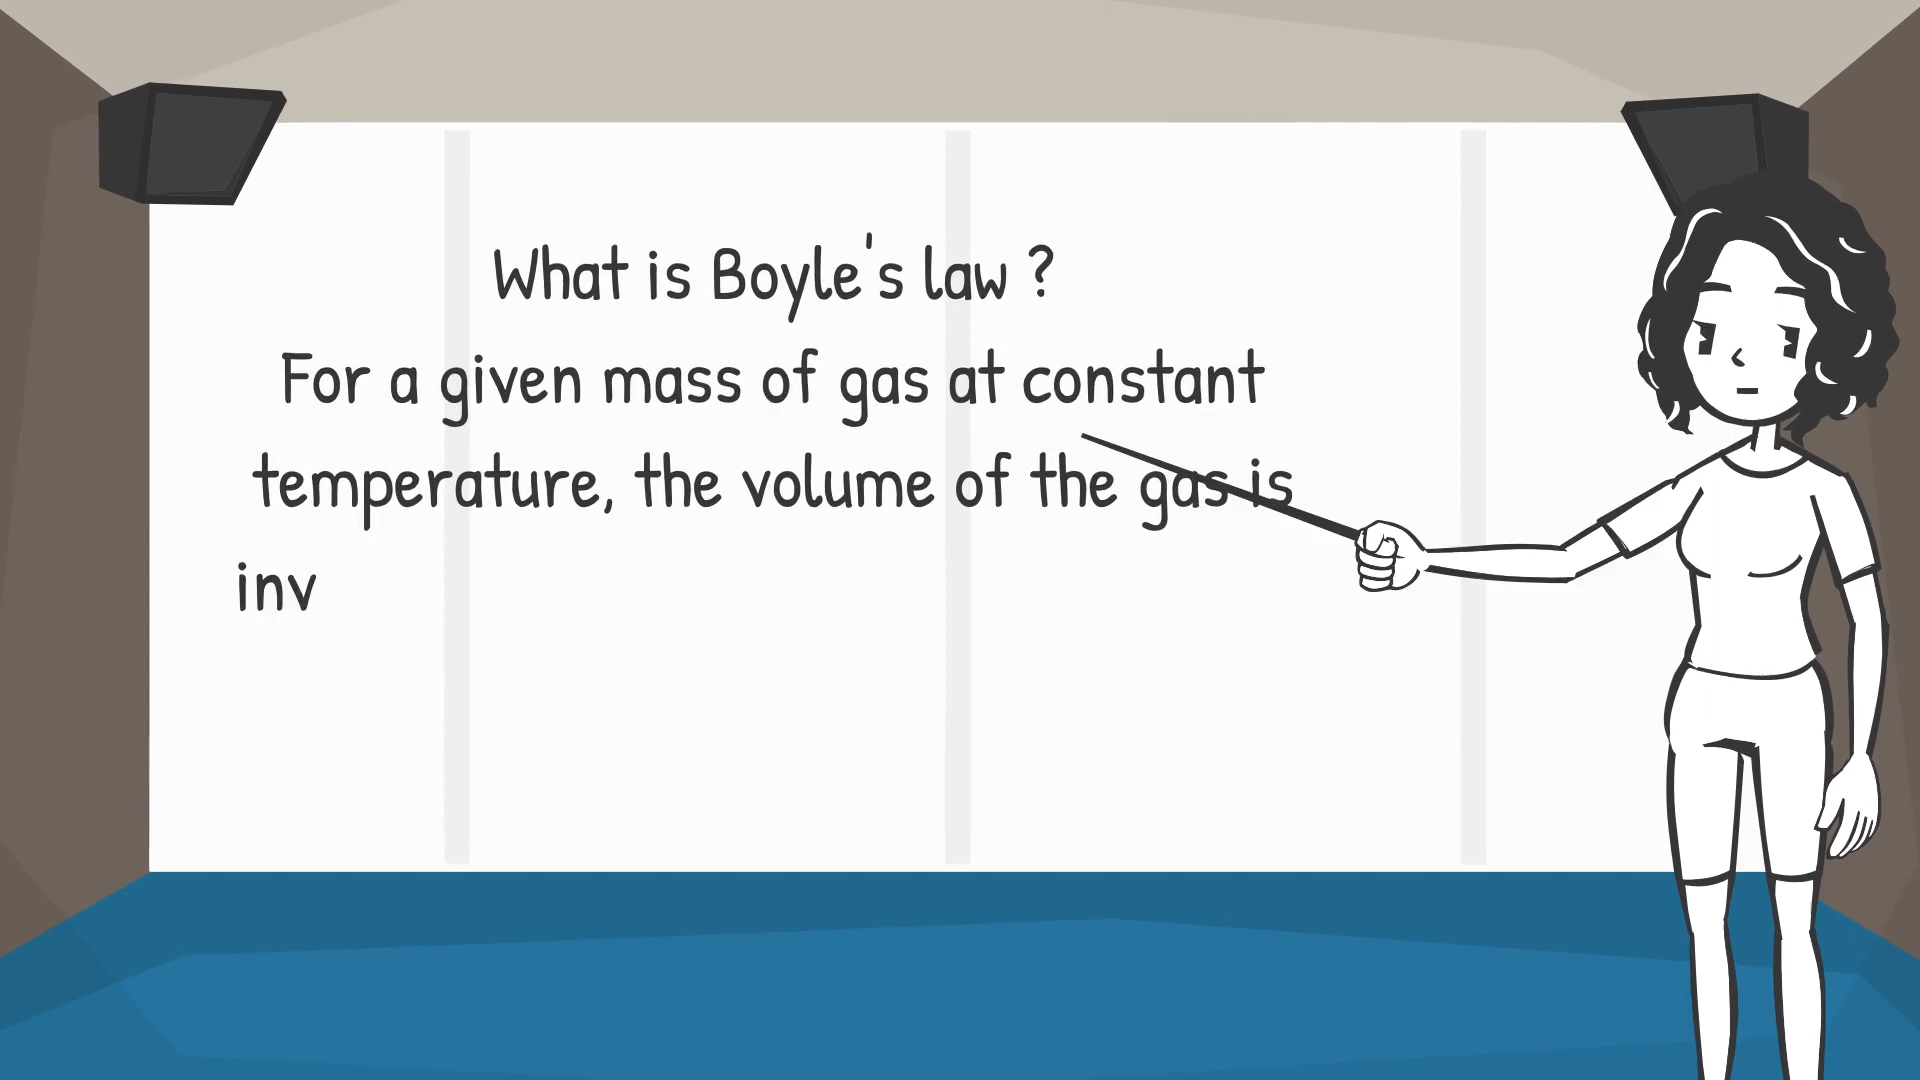 What is Boyle's law ?
For a given mass of gas at constant
temperature, the volume of the gas is
inv